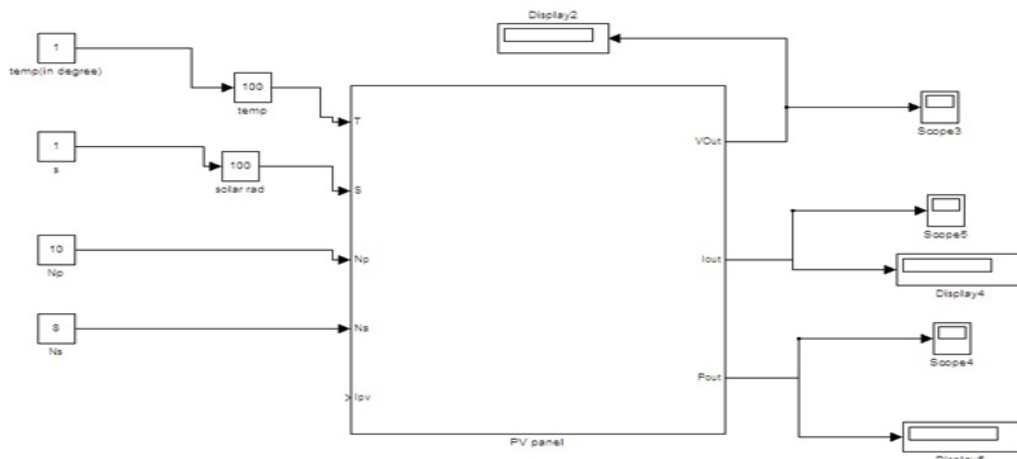 Display2
1
temp(in degree)
100
temp
T
Scope3
VOut
1
s
100
solar rad
S
Scope5
10
Np
Np
Iout
Display4
8
Ns
Ns
Scope4
Pout
Ipv
PV panel